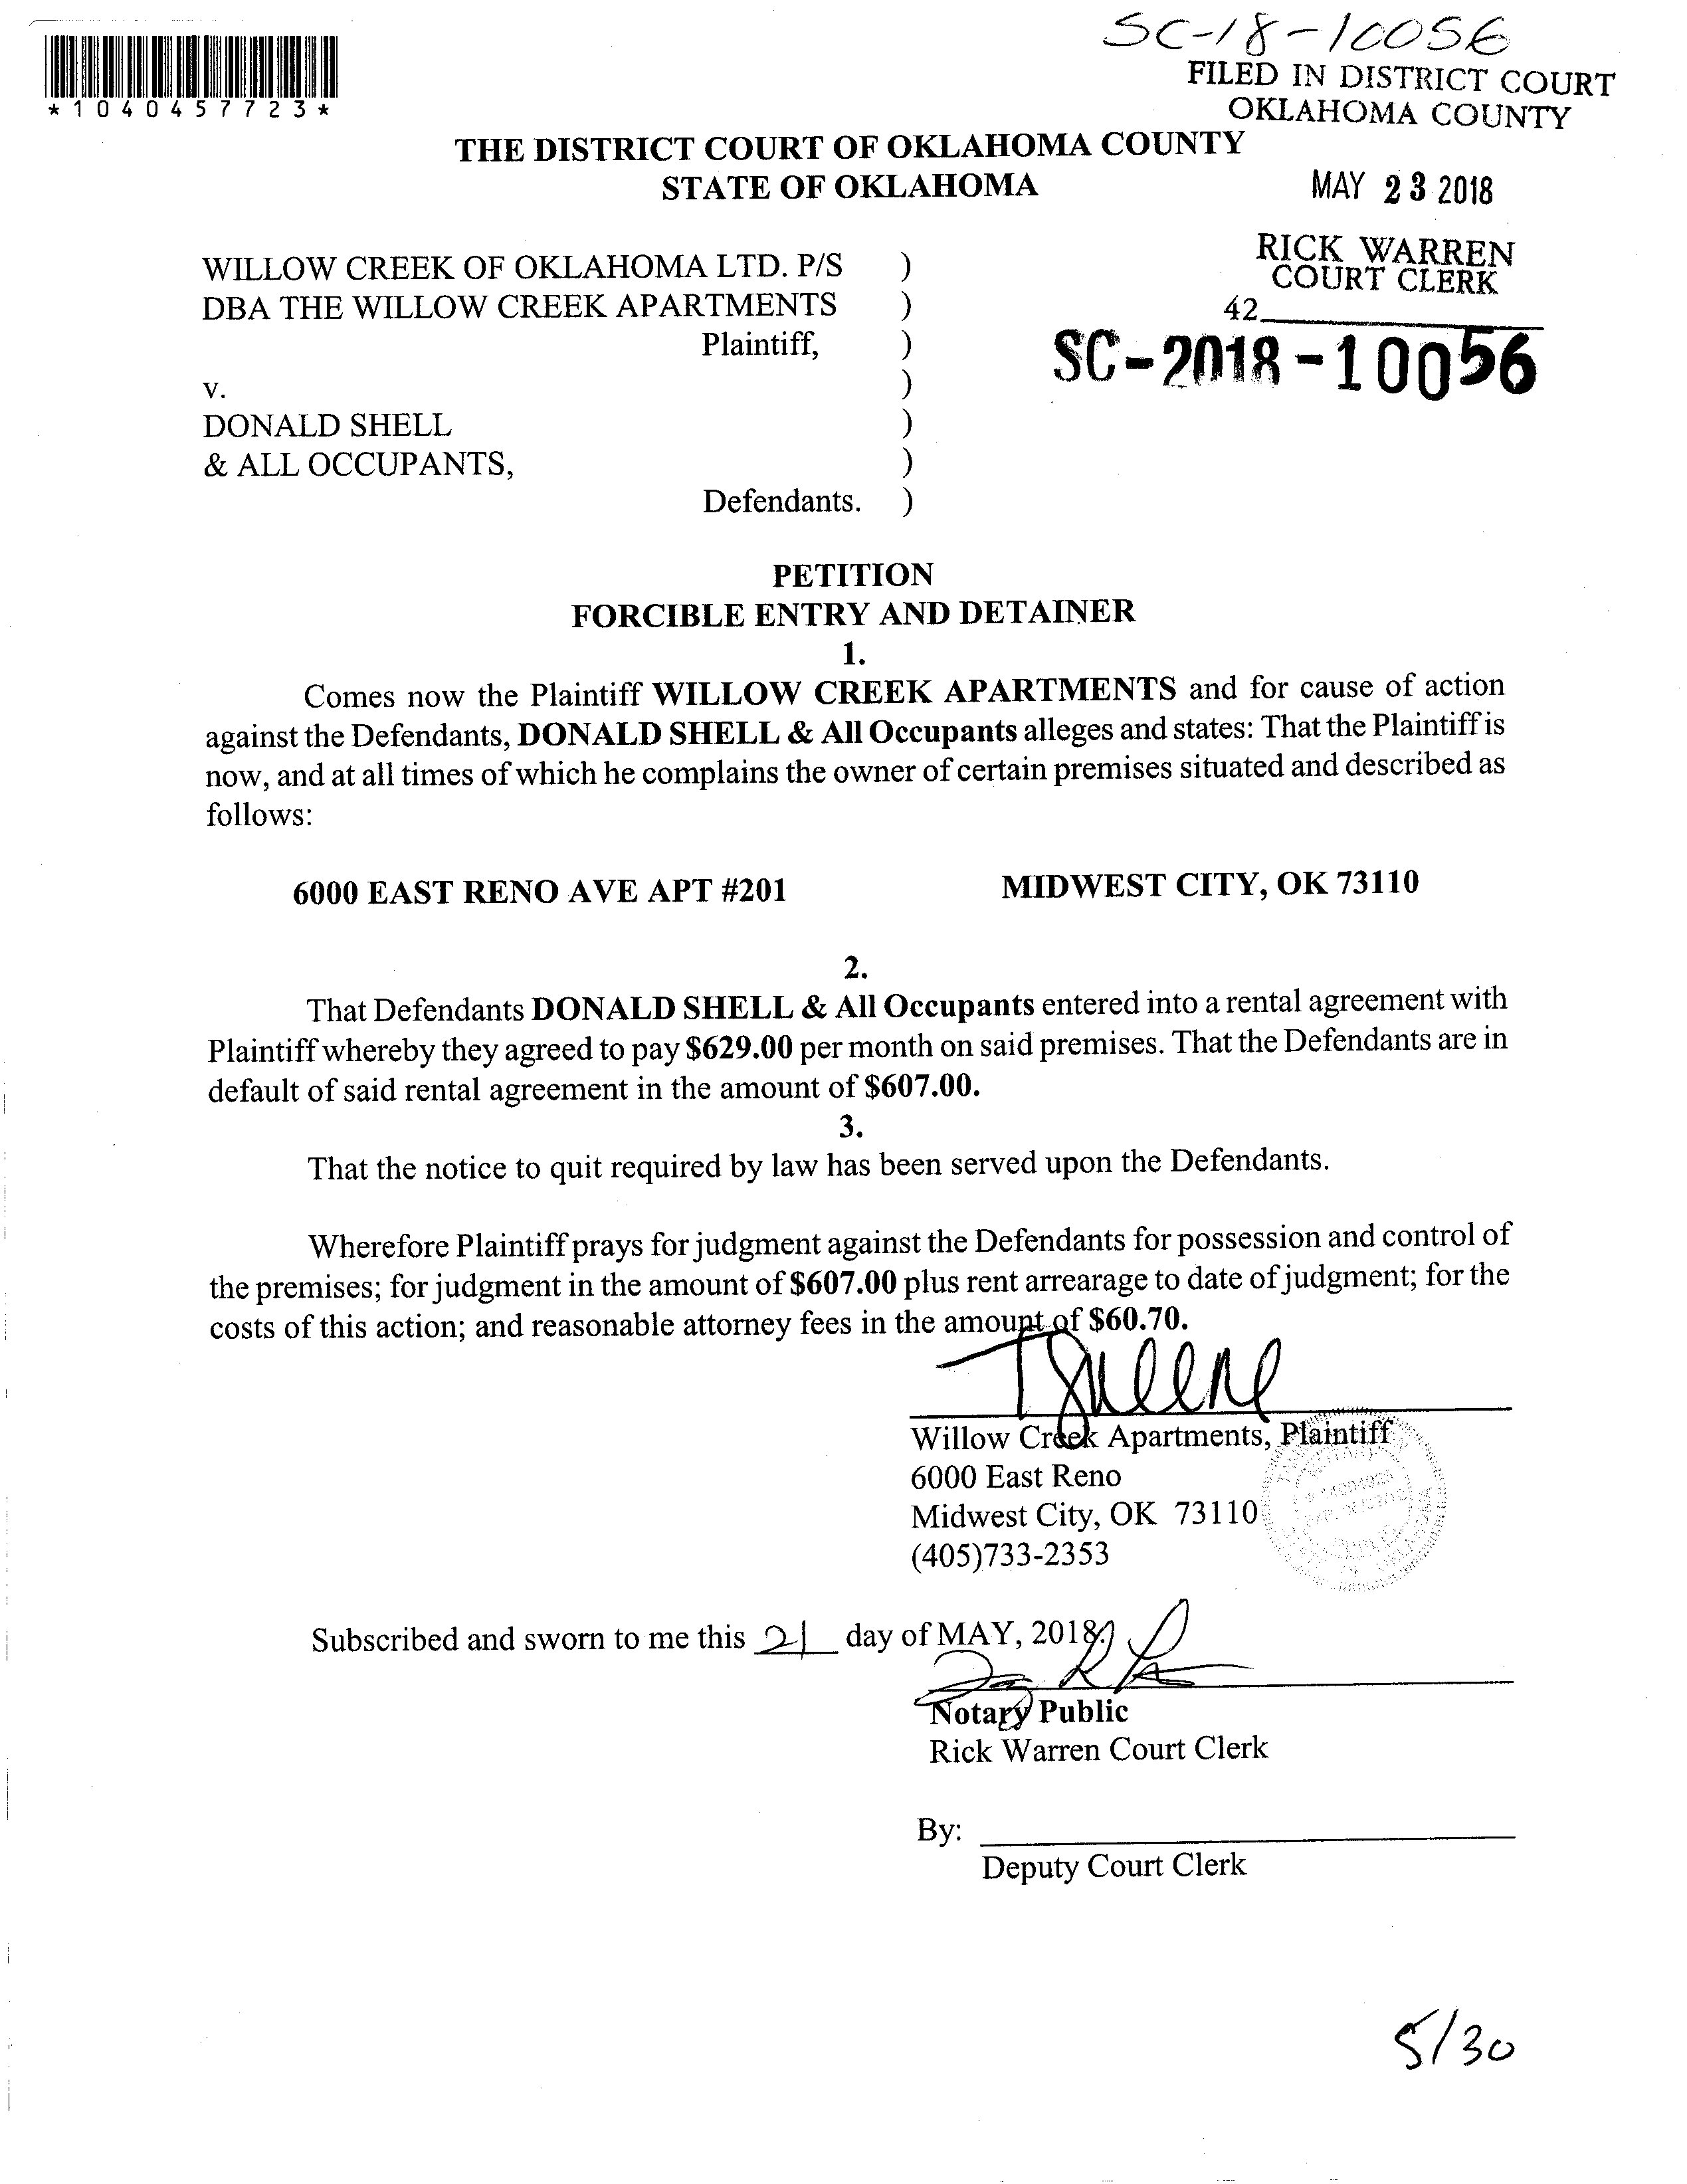 SC-18-10056
*1040457723*
FILED IN DISTRICT COURT
OKLAHOMA COUNTY
THE DISTRICT COURT OF OKLAHOMA COUNTY
STATE OF OKLAHOMA
MAY 23 2018
RICK WARREN
COURT CLERK
42
SC-2018-10056
WILLOW CREEK OF OKLAHOMA LTD. P/S )
DBA THE WILLOW CREEK APARTMENTS )
Plaintiff, )
v. )
DONALD SHELL )
& ALL OCCUPANTS, )
Defendants. )
PETITION
FORCIBLE ENTRY AND DETAINER
1.
Comes now the Plaintiff WILLOW CREEK APARTMENTS and for cause of action
against the Defendants, DONALD SHELL & All Occupants alleges and states: That the Plaintiff is
now, and at all times of which he complains the owner of certain premises situated and described as
follows:
6000 EAST RENO AVE APT #201 MIDWEST CITY, OK 73110
2.
That Defendants DONALD SHELL & All Occupants entered into a rental agreement with
Plaintiff whereby they agreed to pay $629.00 per month on said premises. That the Defendants are in
default of said rental agreement in the amount of $607.00.
3.
That the notice to quit required by law has been served upon the Defendants.
Wherefore Plaintiff prays for judgment against the Defendants for possession and control of
the premises; for judgment in the amount of $607.00 plus rent arrearage to date of judgment; for the
costs of this action; and reasonable attorney fees in the amount of $60.70.
Willow Creek Apartments, Plaintiff
6000 East Reno
Midwest City, OK 73110
(405)733-2353
Subscribed and sworn to me this 21 day of MAY, 2018.
Notary Public
Rick Warren Court Clerk
By:
Deputy Court Clerk
5/30